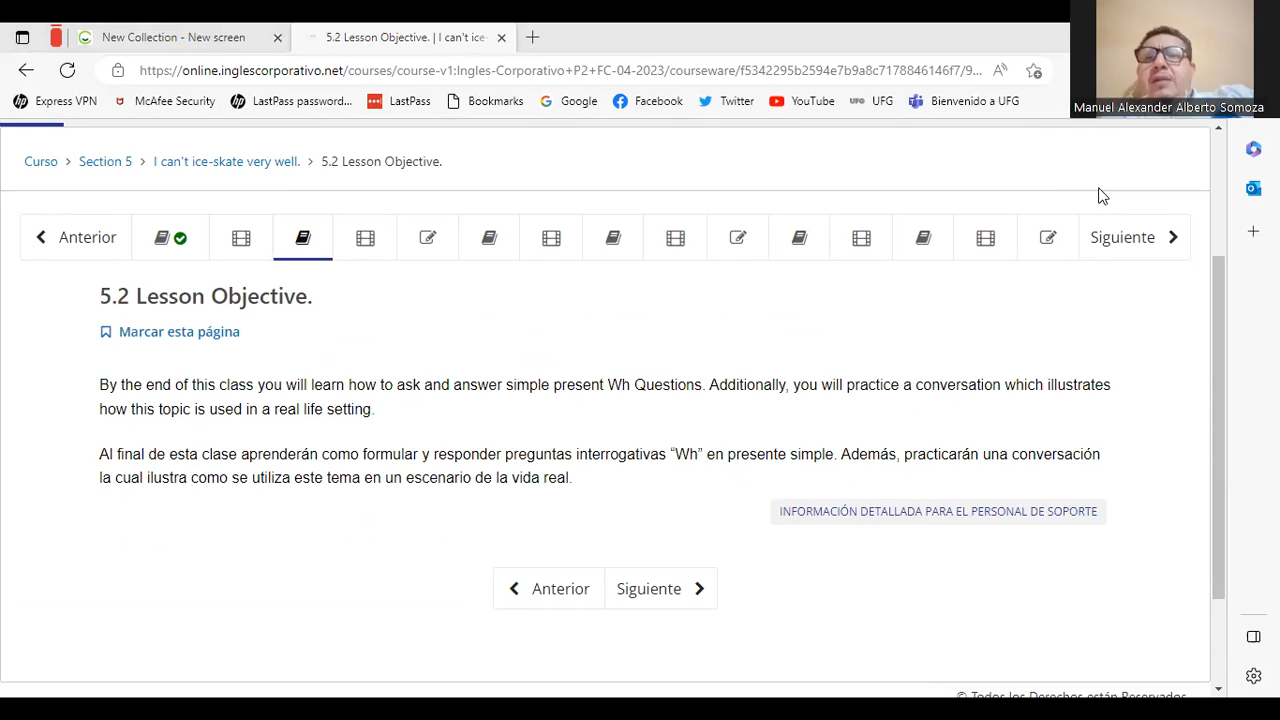 New Collection - New screen
5.2 Lesson Objective. | I can't ice-
https://online.inglescorporativo.net/courses/course-v1:Ingles-Corporativo+P2+FC-04-2023/courseware/f5342295b2594e7b9a8c7178846146f7/9...
Manuel Alexander Alberto Somoza
Express VPN
McAfee Security
LastPass password...
LastPass
Bookmarks
Google
Facebook
Twitter
YouTube
UFG
Bienvenido a UFG
Curso > Section 5 > I can't ice-skate very well. > 5.2 Lesson Objective.
Anterior
Siguiente
5.2 Lesson Objective.
Marcar esta página
By the end of this class you will learn how to ask and answer simple present Wh Questions. Additionally, you will practice a conversation which illustrates
how this topic is used in a real life setting.
Al final de esta clase aprenderán como formular y responder preguntas interrogativas “Wh” en presente simple. Además, practicarán una conversación
la cual ilustra como se utiliza este tema en un escenario de la vida real.
INFORMACIÓN DETALLADA PARA EL PERSONAL DE SOPORTE
Anterior
Siguiente
© Todos los Derechos están Reservados